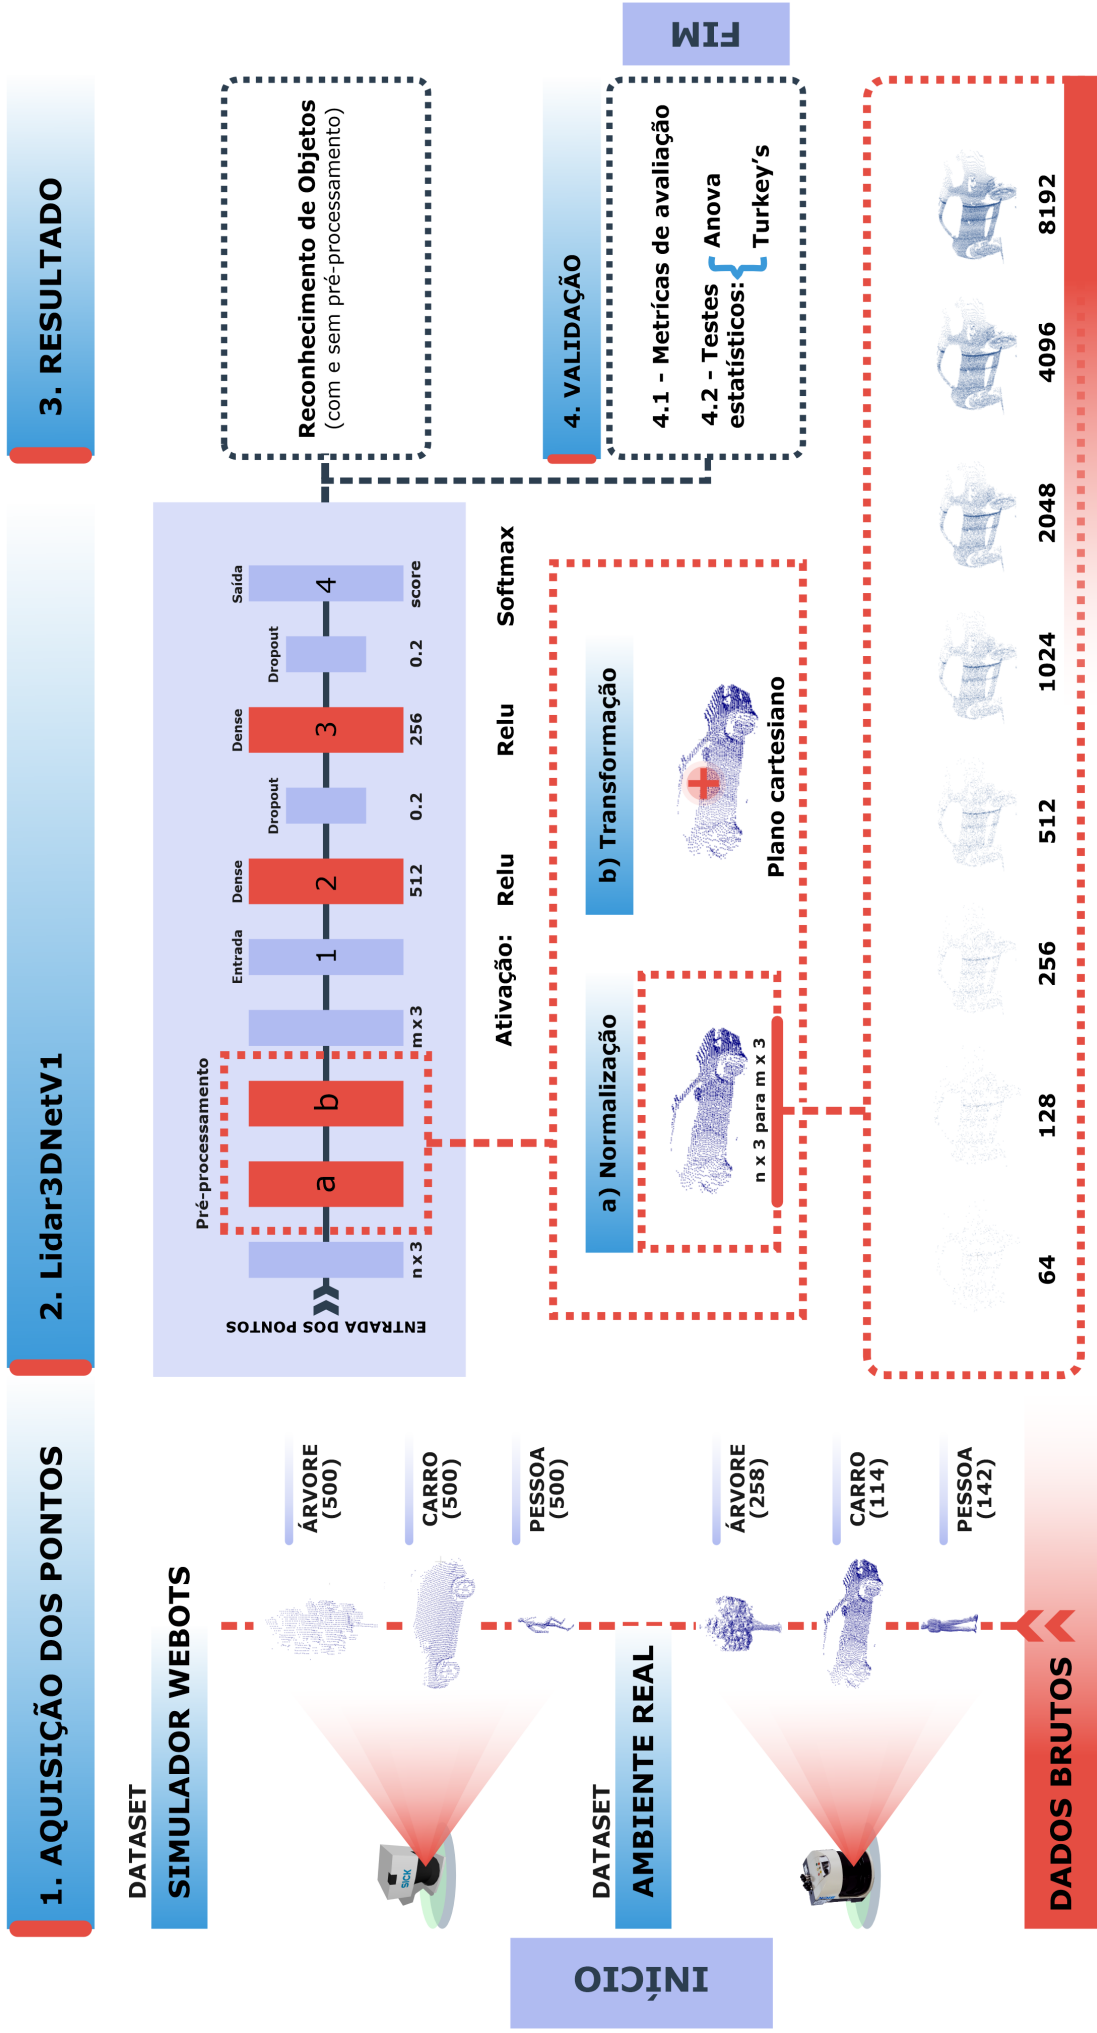 INÍCIO
1. AQUISIÇÃO DOS PONTOS
DATASET
SIMULADOR WEBOTS
SICK
ÁRVORE
(500)
CARRO
(500)
PESSOA
(500)
DATASET
AMBIENTE REAL
ÁRVORE
(258)
CARRO
(114)
PESSOA
(142)
DADOS BRUTOS
2. Lidar3DNetV1
ENTRADA DOS PONTOS
n x 3
Pré-processamento
a
b
m x 3
Entrada
1
Dense
2
512
Dropout
0.2
Dense
3
256
Dropout
0.2
Saída
4
score
Ativação:
Relu
Relu
Softmax
a) Normalização
n x 3 para m x 3
b) Transformação
Plano cartesiano
64
128
256
512
1024
2048
4096
8192
3. RESULTADO
Reconhecimento de Objetos
(com e sem pré-processamento)
4. VALIDAÇÃO
4.1 - Metrícas de avaliação
4.2 - Testes
estatísticos:
Anova
Turkey's
FIM